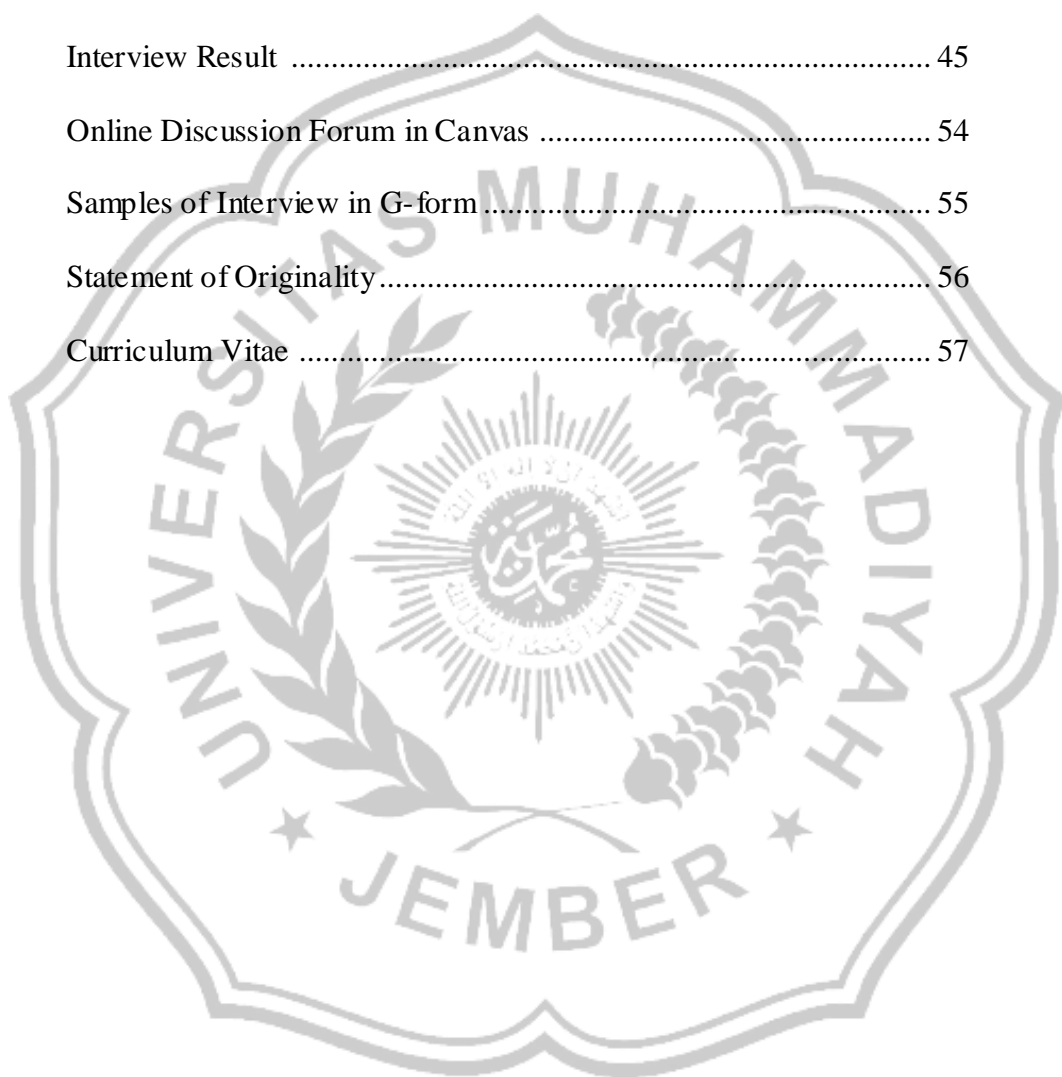 Interview Result ................................................................................ 45
Online Discussion Forum in Canvas ................................................. 54
Samples of Interview in G-form ........................................................ 55
Statement of Originality ..................................................................... 56
Curriculum Vitae ............................................................................... 57
UNIVERSITAS MUHAMMADIYAH
JEMBER